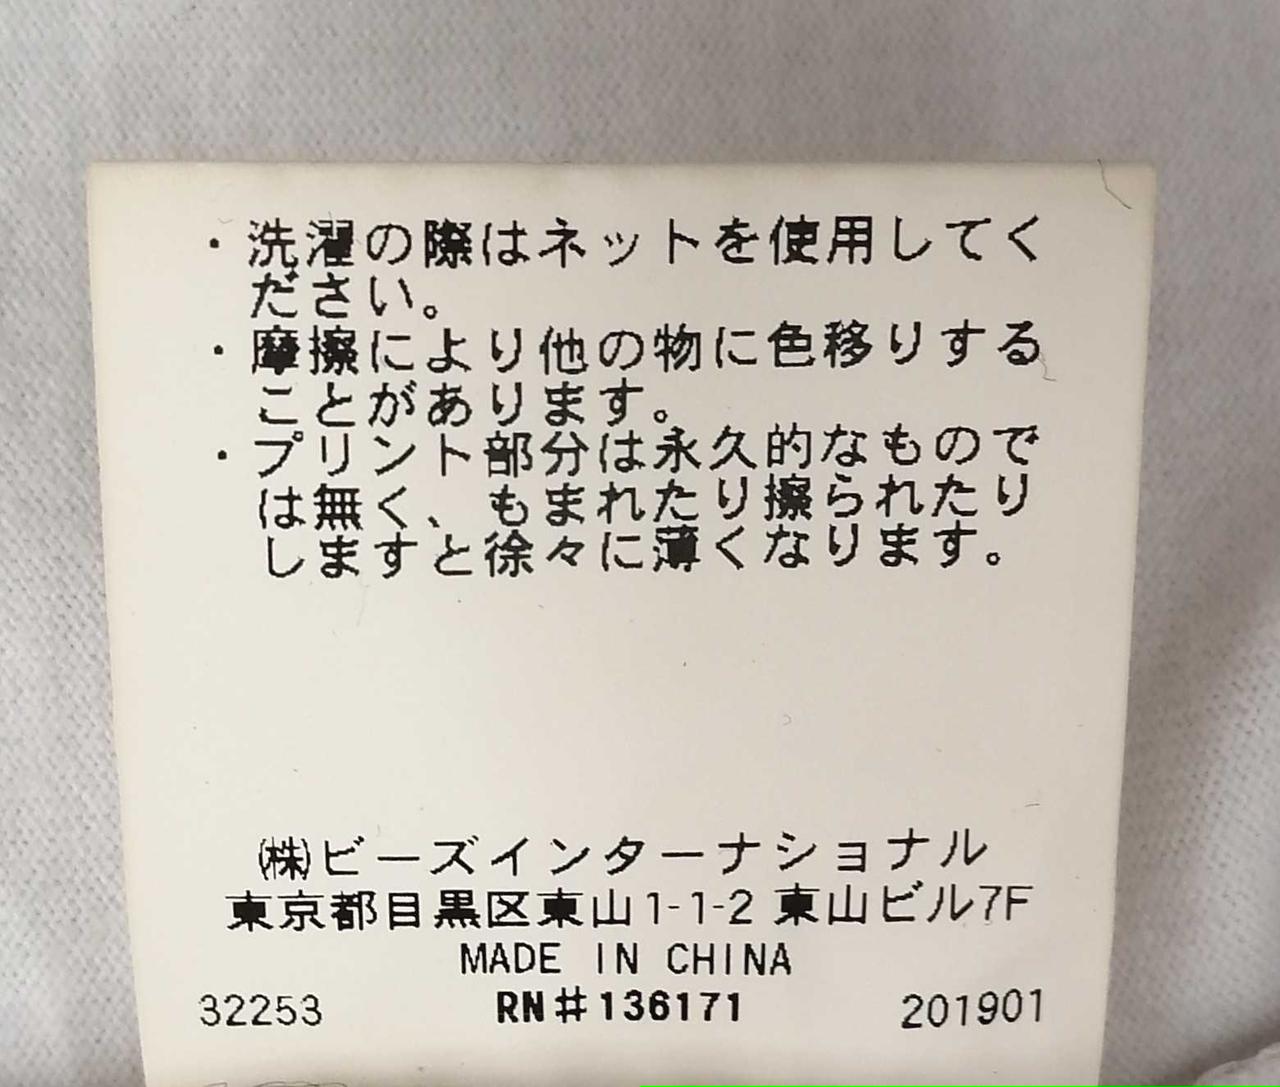 ・洗濯の際はネットを使用してく
ださい。
・摩擦により他の物に色移りする
ことがあります。
・プリント部分は永久的なもので
は無く、もまれたり擦られたり
しますと徐々に薄くなります。
㈱ビーズインターナショナル
東京都目黒区東山1-1-2 東山ビル7F
MADE IN CHINA
32253 RN#136171 201901